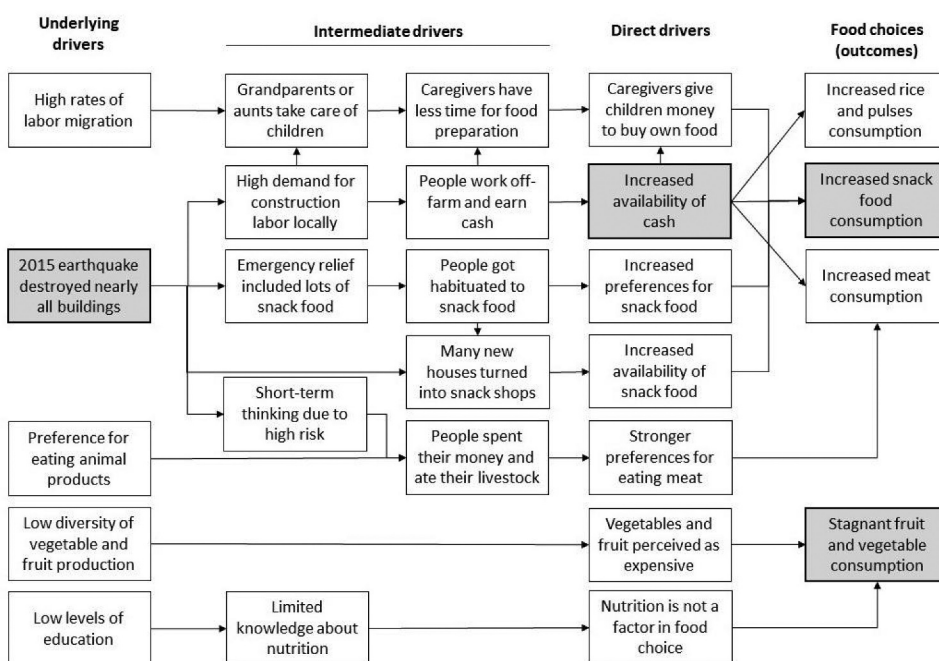 Underlying
drivers
Intermediate drivers
Direct drivers
Food choices
(outcomes)
High rates of
labor migration
Grandparents or
aunts take care of
children
Caregivers have
less time for food
preparation
Caregivers give
children money
to buy own food
Increased rice
and pulses
consumption
High demand for
construction
labor locally
People work off-
farm and earn
cash
Increased
availability of
cash
Increased snack
food
consumption
2015 earthquake
destroyed nearly
all buildings
Emergency relief
included lots of
snack food
People got
habituated to
snack food
Increased
preferences for
snack food
Increased meat
consumption
Many new
houses turned
into snack shops
Increased
availability of
snack food
Short-term
thinking due to
high risk
Preference for
eating animal
products
People spent
their money and
ate their livestock
Stronger
preferences for
eating meat
Low diversity of
vegetable and
fruit production
Vegetables and
fruit perceived as
expensive
Stagnant fruit
and vegetable
consumption
Low levels of
education
Limited
knowledge about
nutrition
Nutrition is not a
factor in food
choice